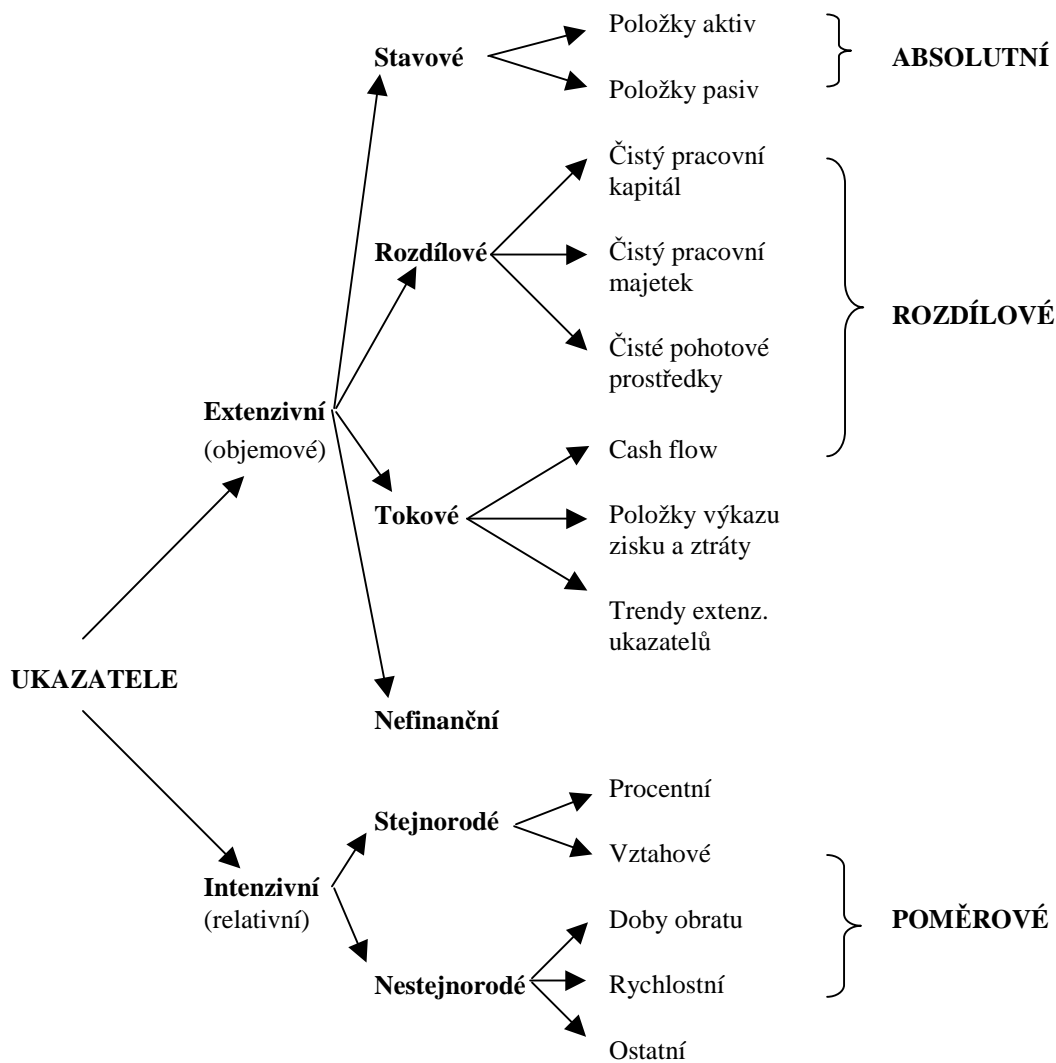 Položky aktiv
Stavové
ABSOLUTNÍ
Položky pasiv
Čistý pracovní
kapitál
Rozdílové
Čistý pracovní
majetek
ROZDÍLOVÉ
Čisté pohotové
prostředky
Extenzivní
(objemové)
Cash flow
Tokové
Položky výkazu
zisku a ztráty
Trendy extenz.
ukazatelů
UKAZATELE
Nefinanční
Procentní
Stejnorodé
Vztahové
Intenzivní
(relativní)
Doby obratu
POMĚROVÉ
Nestejnorodé
Rychlostní
Ostatní